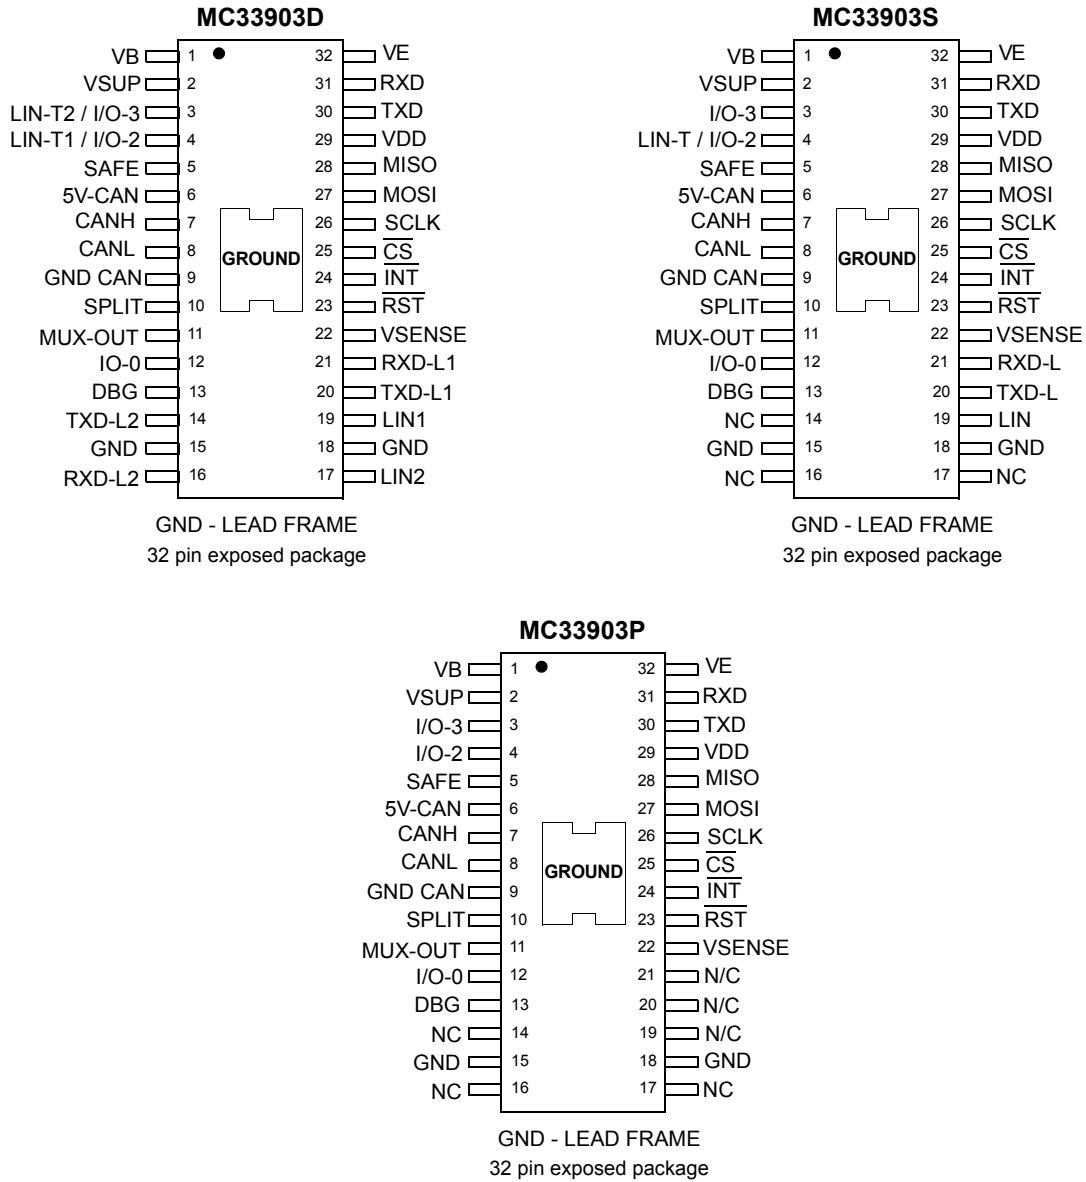 MC33903D
VB 1 32 VE
VSUP 2 31 RXD
LIN-T2 / I/O-3 3 30 TXD
LIN-T1 / I/O-2 4 29 VDD
SAFE 5 28 MISO
5V-CAN 6 27 MOSI
CANH 7 26 SCLK
CANL 8 25 CS
GND CAN 9 24 INT
SPLIT 10 23 RST
MUX-OUT 11 22 VSENSE
IO-0 12 21 RXD-L1
DBG 13 20 TXD-L1
TXD-L2 14 19 LIN1
GND 15 18 GND
RXD-L2 16 17 LIN2
GROUND
GND - LEAD FRAME
32 pin exposed package
MC33903S
VB 1 32 VE
VSUP 2 31 RXD
I/O-3 3 30 TXD
LIN-T / I/O-2 4 29 VDD
SAFE 5 28 MISO
5V-CAN 6 27 MOSI
CANH 7 26 SCLK
CANL 8 25 CS
GND CAN 9 24 INT
SPLIT 10 23 RST
MUX-OUT 11 22 VSENSE
I/O-0 12 21 RXD-L
DBG 13 20 TXD-L
NC 14 19 LIN
GND 15 18 GND
NC 16 17 NC
GROUND
GND - LEAD FRAME
32 pin exposed package
MC33903P
VB 1 32 VE
VSUP 2 31 RXD
I/O-3 3 30 TXD
I/O-2 4 29 VDD
SAFE 5 28 MISO
5V-CAN 6 27 MOSI
CANH 7 26 SCLK
CANL 8 25 CS
GND CAN 9 24 INT
SPLIT 10 23 RST
MUX-OUT 11 22 VSENSE
I/O-0 12 21 N/C
DBG 13 20 N/C
NC 14 19 N/C
GND 15 18 GND
NC 16 17 NC
GROUND
GND - LEAD FRAME
32 pin exposed package